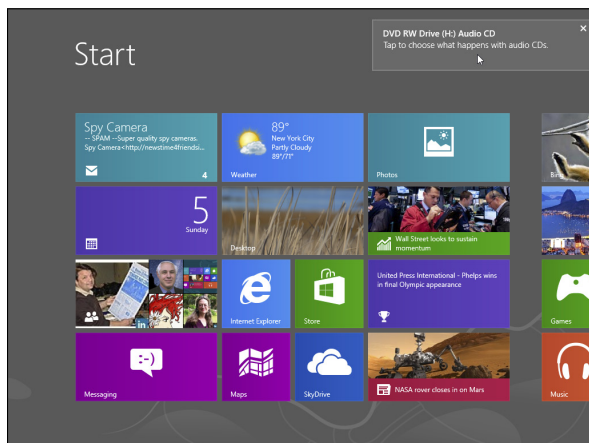 Start
DVD RW Drive (H:) Audio CD
Tap to choose what happens with audio CDs.
Spy Camera
-- SPAM --Super quality spy cameras.
Spy Camera<http://newstime4friendsi...
4
89°
New York City
Partly Cloudy
89°/71°
Weather
Photos
Bing
5
Sunday
Desktop
Wall Street looks to sustain
momentum
in
Internet Explorer
Store
United Press International - Phelps wins
in final Olympic appearance
Games
:-)
Messaging
Maps
SkyDrive
NASA rover closes in on Mars
Music